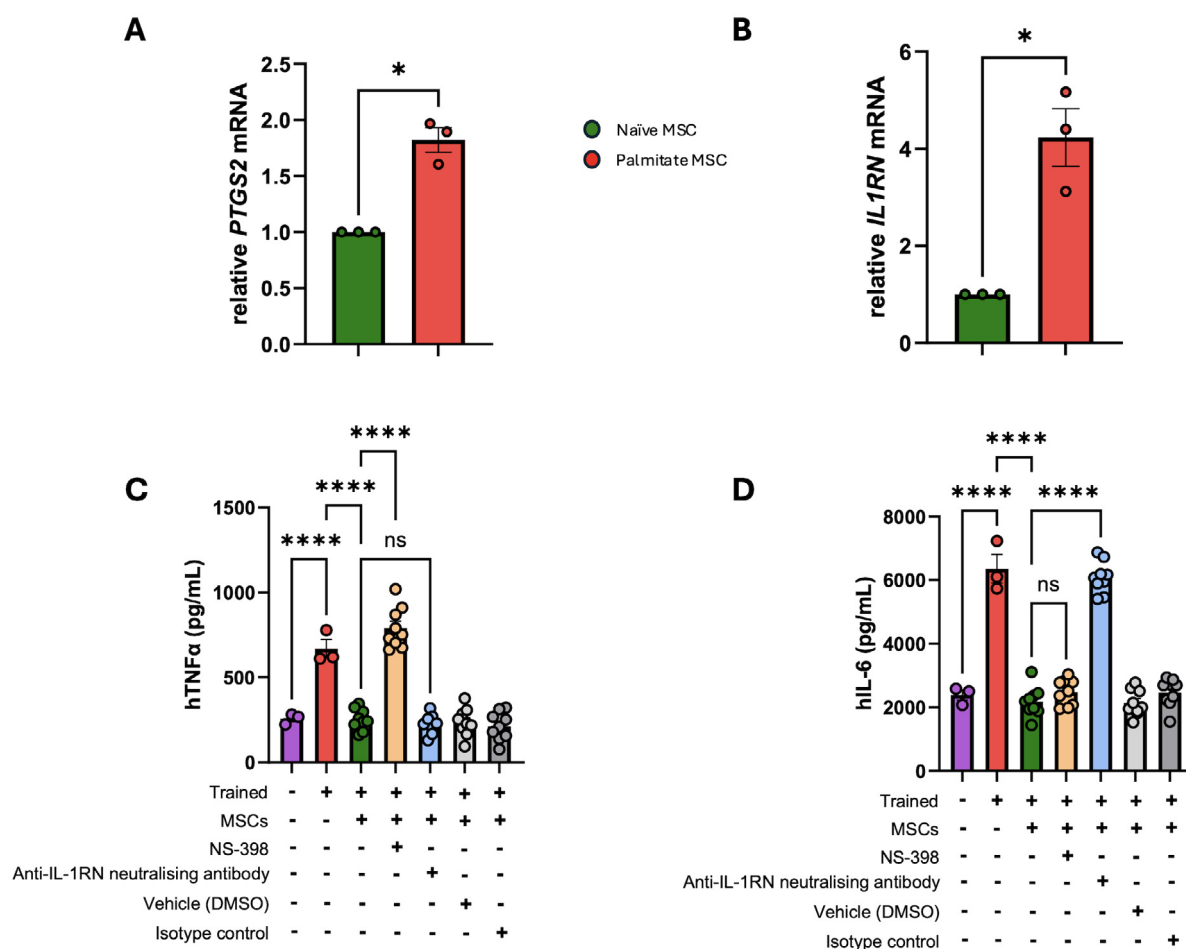 A
B
relative PTGS2 mRNA
2.5
2.0
1.5
1.0
0.5
0.0
*
Naïve MSC
Palmitate MSC
relative IL1RN mRNA
6
4
2
0
*
C
D
hTNFα (pg/mL)
1500
1000
500
0
****
****
****
ns
Trained - + + + + + +
MSCs - - + + + + +
NS-398 - - - + - - -
Anti-IL-1RN neutralising antibody - - - - + - -
Vehicle (DMSO) - - - - - + -
Isotype control - - - - - - +
hIL-6 (pg/mL)
8000
6000
4000
2000
0
****
****
****
ns
Trained - + + + + + +
MSCs - - + + + + +
NS-398 - - - + - - -
Anti-IL-1RN neutralising antibody - - - - + - -
Vehicle (DMSO) - - - - - + -
Isotype control - - - - - - +